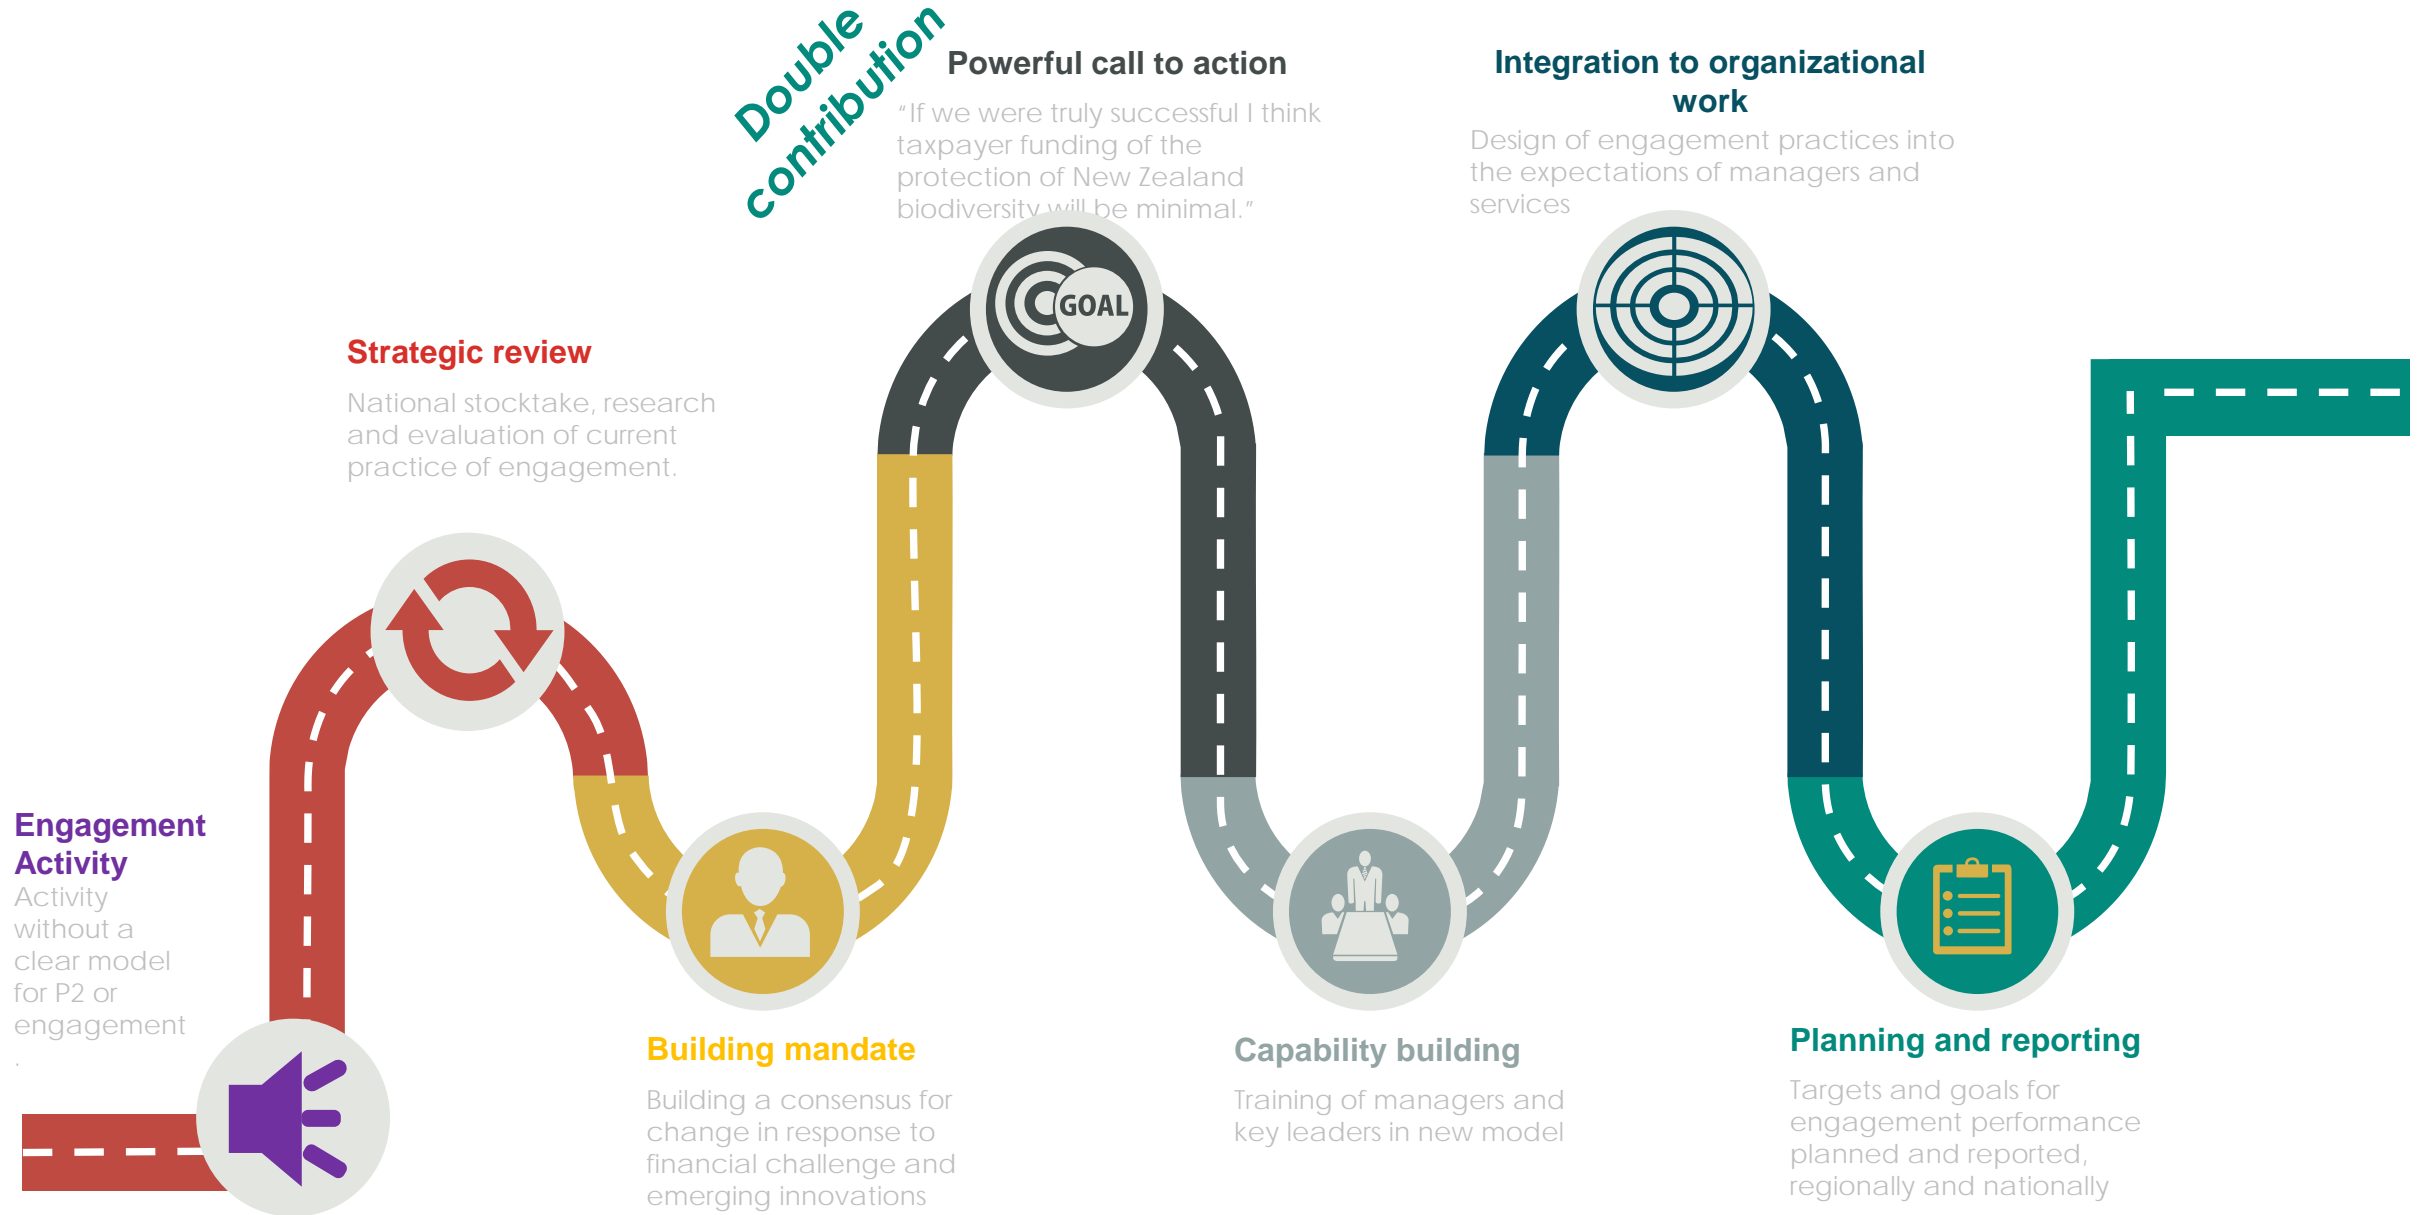 Engagement
Activity
Activity
without a
clear model
for P2 or
engagement
.
Strategic review
National stocktake, research
and evaluation of current
practice of engagement.
Building mandate
Building a consensus for
change in response to
financial challenge and
emerging innovations
Double
contribution
Powerful call to action
“If we were truly successful I think
taxpayer funding of the
protection of New Zealand
biodiversity will be minimal.”
GOAL
Capability building
Training of managers and
key leaders in new model
Integration to organizational
work
Design of engagement practices into
the expectations of managers and
services
Planning and reporting
Targets and goals for
engagement performance
planned and reported,
regionally and nationally